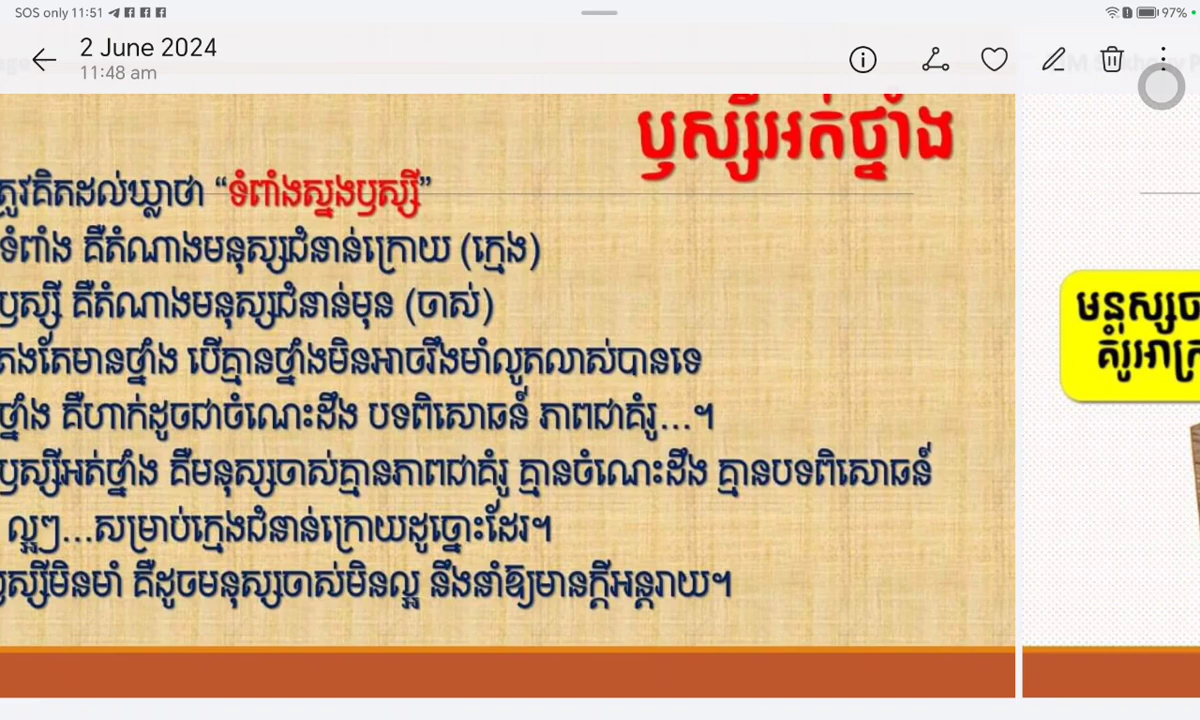 SOS only 11:51
97%
2 June 2024
11:48 am
ឫស្សីអត់ថ្នាំង
ត្រូវគិតដល់ឃ្លាថា “ទំពាំងស្នងឫស្សី”
ទំពាំង គឺតំណាងមនុស្សជំនាន់ក្រោយ (ក្មេង)
ឫស្សី គឺតំណាងមនុស្សជំនាន់មុន (ចាស់)
តែមានថ្នាំង បើគ្មានថ្នាំងមិនអាចរឹងមាំលូតលាស់បានទេ
ថ្នាំង គឺហាក់ដូចជាចំណេះដឹង បទពិសោធន៍ ភាពជាគំរូ...។
ឫស្សីអត់ថ្នាំង គឺមនុស្សចាស់គ្មានភាពជាគំរូ គ្មានចំណេះដឹង គ្មានបទពិសោធន៍
ល្អៗ...សម្រាប់ក្មេងជំនាន់ក្រោយដូច្នោះដែរ។
ឫស្សីមិនមាំ គឺដូចមនុស្សចាស់មិនល្អ នឹងនាំឱ្យមានក្តីអន្តរាយ។
មនុស្សច
គំរូអាក្រ